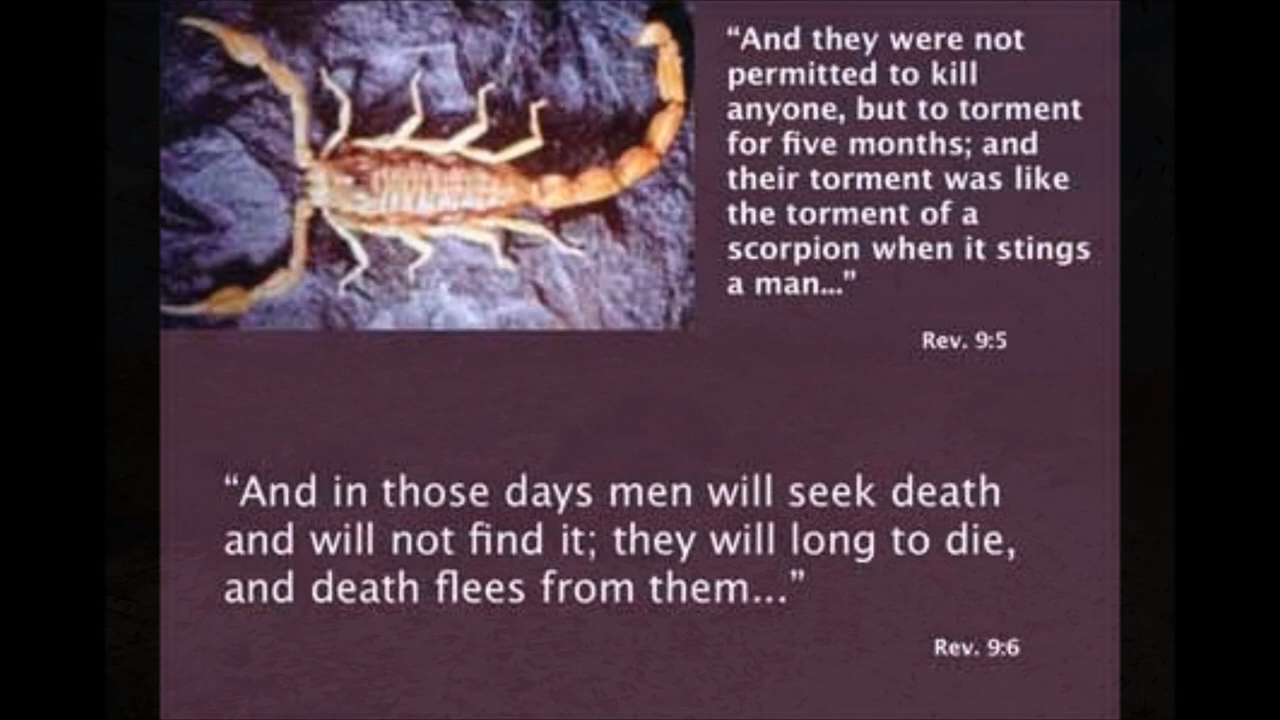 “And they were not
permitted to kill
anyone, but to torment
for five months; and
their torment was like
the torment of a
scorpion when it stings
a man...”
Rev. 9:5
“And in those days men will seek death
and will not find it; they will long to die,
and death flees from them...”
Rev. 9:6